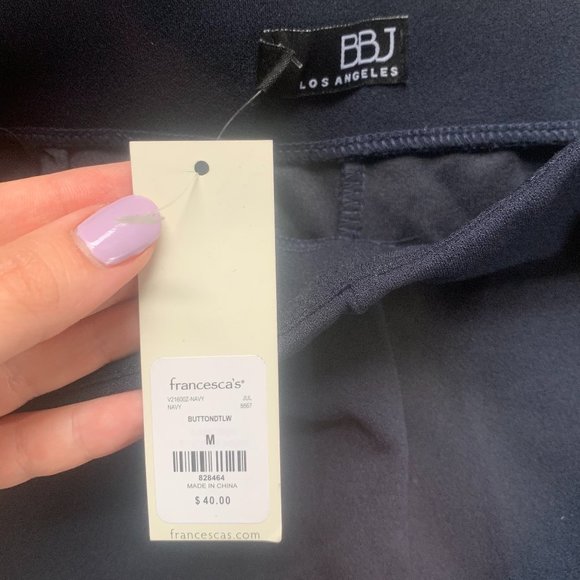 BBJ
LOS ANGELES
francesca's®
V21600Z-NAVY JUL
NAVY 5567
BUTTONDTLW
M
828464
MADE IN CHINA
$40.00
francescas.com